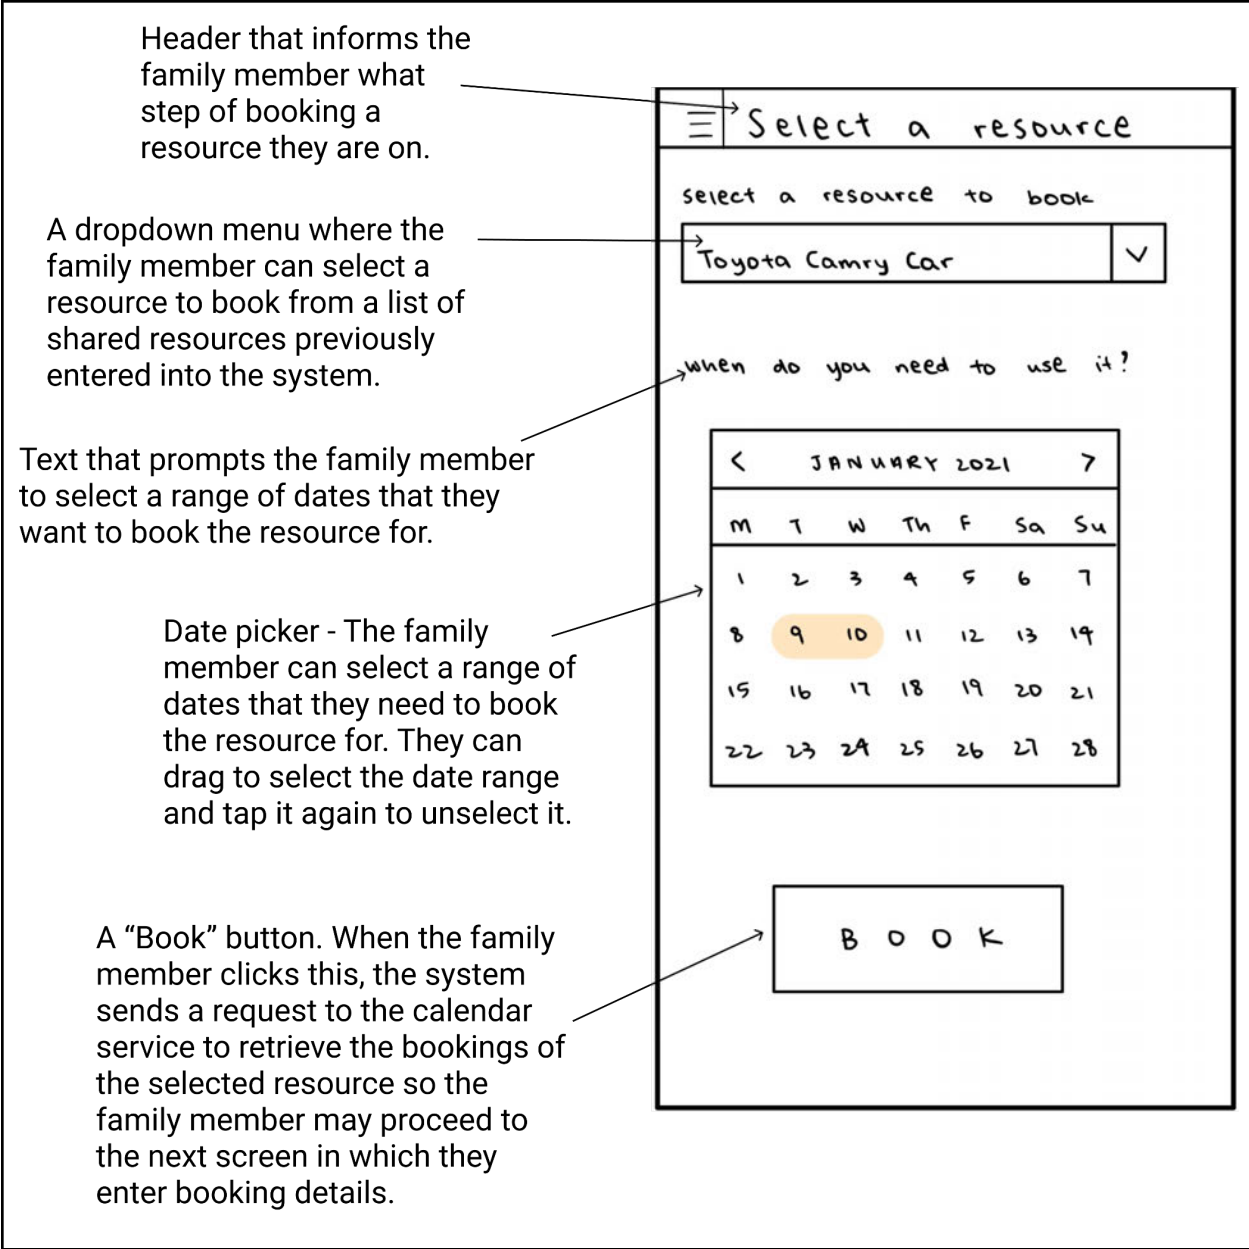 Header that informs the
family member what
step of booking a
resource they are on.
A dropdown menu where the
family member can select a
resource to book from a list of
shared resources previously
entered into the system.
Text that prompts the family member
to select a range of dates that they
want to book the resource for.
Date picker - The family
member can select a range of
dates that they need to book
the resource for. They can
drag to select the date range
and tap it again to unselect it.
A “Book” button. When the family
member clicks this, the system
sends a request to the calendar
service to retrieve the bookings of
the selected resource so the
family member may proceed to
the next screen in which they
enter booking details.
Select a resource
select a resource to book
Toyota Camry Car
when do you need to use it?
< JANUARY 2021 >
M T W Th F Sa Su
1 2 3 4 5 6 7
8 9 10 11 12 13 14
15 16 17 18 19 20 21
22 23 24 25 26 27 28
BOOK